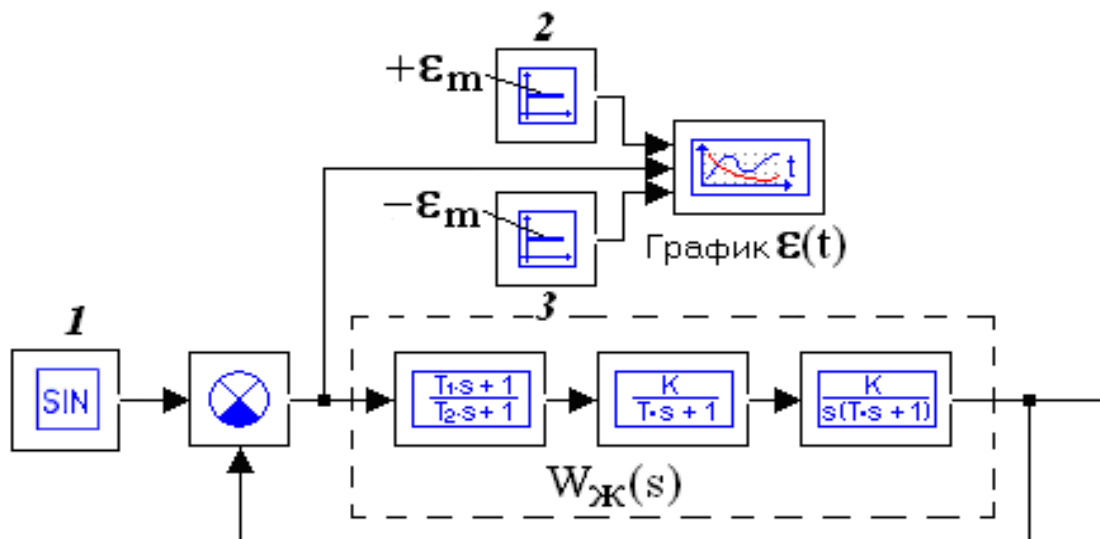 2
+εm
t
−εm
График ε(t)
3
1
SIN
T₁·s + 1
T₂·s + 1
K
T·s + 1
K
s(T·s + 1)
WЖ(s)